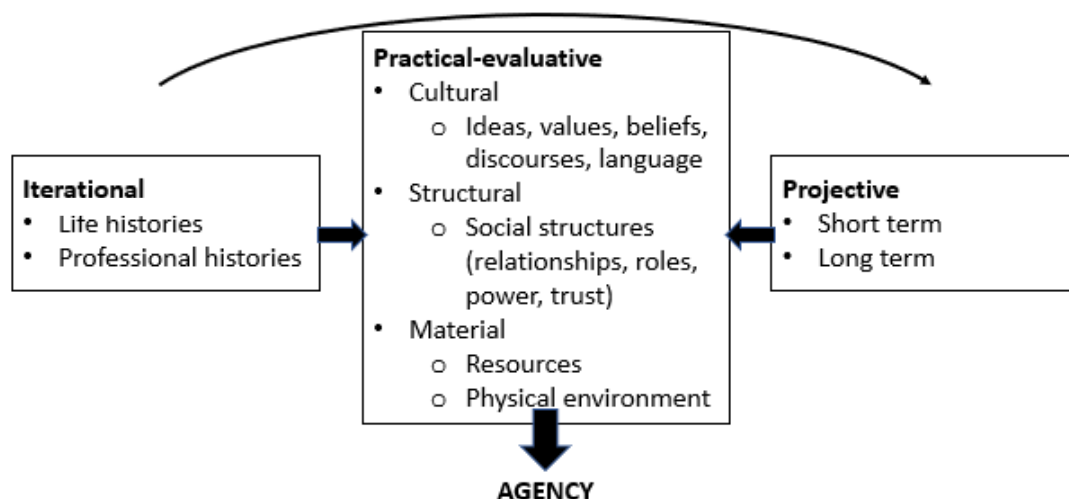 Iterational
• Life histories
• Professional histories
Practical-evaluative
• Cultural
o Ideas, values, beliefs,
discourses, language
• Structural
o Social structures
(relationships, roles,
power, trust)
• Material
o Resources
o Physical environment
Projective
• Short term
• Long term
AGENCY